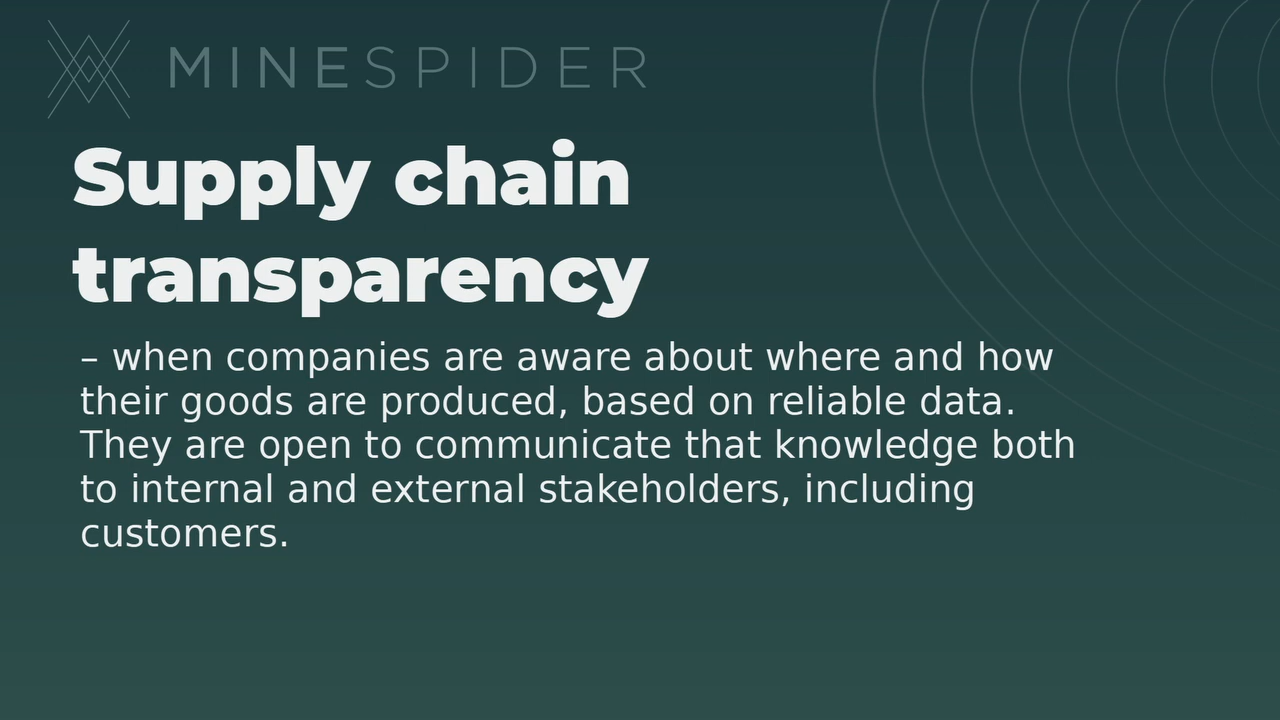 MINESPIDER
Supply chain
transparency
– when companies are aware about where and how
their goods are produced, based on reliable data.
They are open to communicate that knowledge both
to internal and external stakeholders, including
customers.